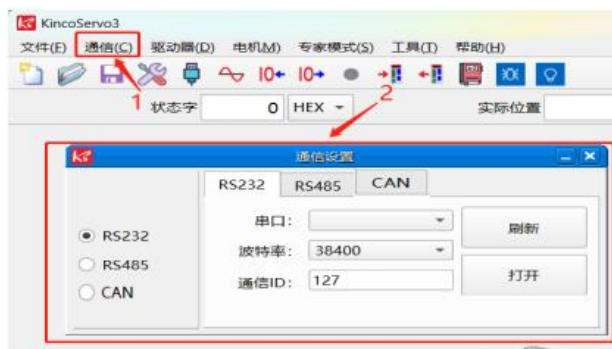 KincoServo3
文件(F) 通信(C) 驱动器(D) 电机(M) 专家模式(S) 工具(T) 帮助(H)
1 状态字 0 HEX 2 实际位置
通信设置
RS232 RS485 CAN
RS232
RS485
CAN
串口:
刷新
波特率: 38400
通信ID: 127
打开